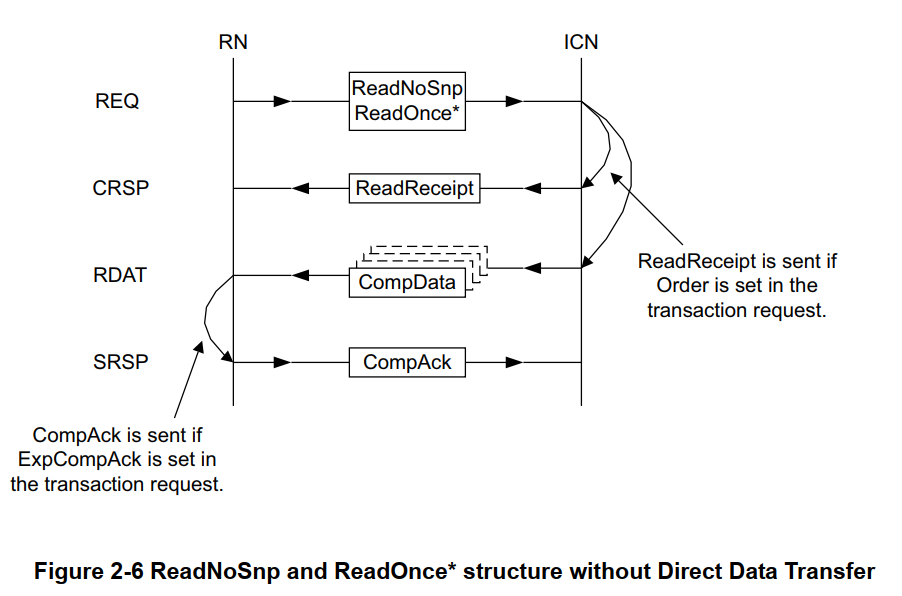 RN
ICN
REQ
ReadNoSnp
ReadOnce*
CRSP
ReadReceipt
RDAT
CompData
ReadReceipt is sent if
Order is set in the
transaction request.
SRSP
CompAck
CompAck is sent if
ExpCompAck is set in
the transaction request.
Figure 2-6 ReadNoSnp and ReadOnce* structure without Direct Data Transfer